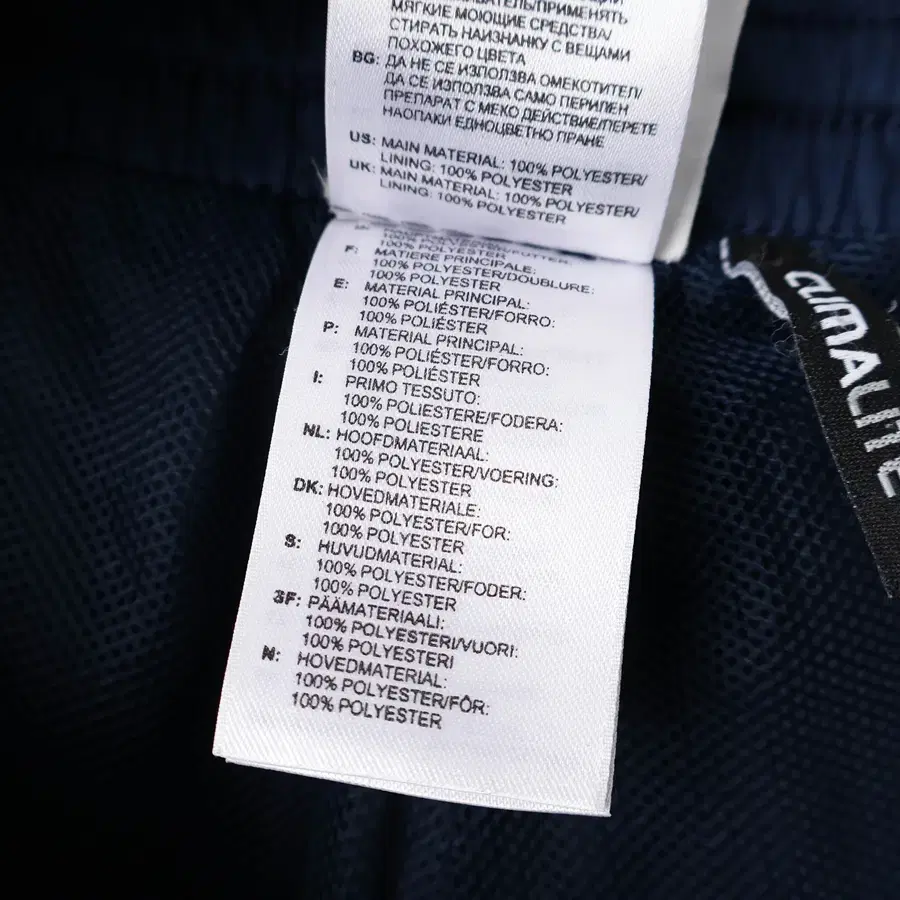 МЯГКИЕ МОЮЩИЕ СРЕДСТВА/
СТИРАТЬ НАИЗНАНКУ С ВЕЩАМИ
ПОХОЖЕГО ЦВЕТА
BG: ДА НЕ СЕ ИЗПОЛЗВА ОМЕКОТИТЕЛ/
ДА СЕ ИЗПОЛЗВА САМО ПЕРИЛЕН
ПРЕПАРАТ С МЕКО ДЕЙСТВИЕ/ПЕРЕТЕ
НАОПАКИ ЕДНОЦВЕТНО ПРАНЕ
US: MAIN MATERIAL: 100% POLYESTER/
LINING: 100% POLYESTER
UK: MAIN MATERIAL: 100% POLYESTER/
LINING: 100% POLYESTER
100% POLYESTER/FUTTER:
100% POLYESTER
F: MATIERE PRINCIPALE:
100% POLYESTER/DOUBLURE:
100% POLYESTER
E: MATERIAL PRINCIPAL:
100% POLIÉSTER/FORRO:
100% POLIÉSTER
P: MATERIAL PRINCIPAL:
100% POLIÉSTER/FORRO:
100% POLIÉSTER
I: PRIMO TESSUTO:
100% POLIESTERE/FODERA:
100% POLIESTERE
NL: HOOFDMATERIAAL:
100% POLYESTER/VOERING:
100% POLYESTER
DK: HOVEDMATERIALE:
100% POLYESTER/FOR:
100% POLYESTER
S: HUVUDMATERIAL:
100% POLYESTER/FODER:
100% POLYESTER
SF: PÄÄMATERIAALI:
100% POLYESTERI/VUORI:
100% POLYESTERI
N: HOVEDMATERIAL:
100% POLYESTER/FÔR:
100% POLYESTER
CLIMALITE